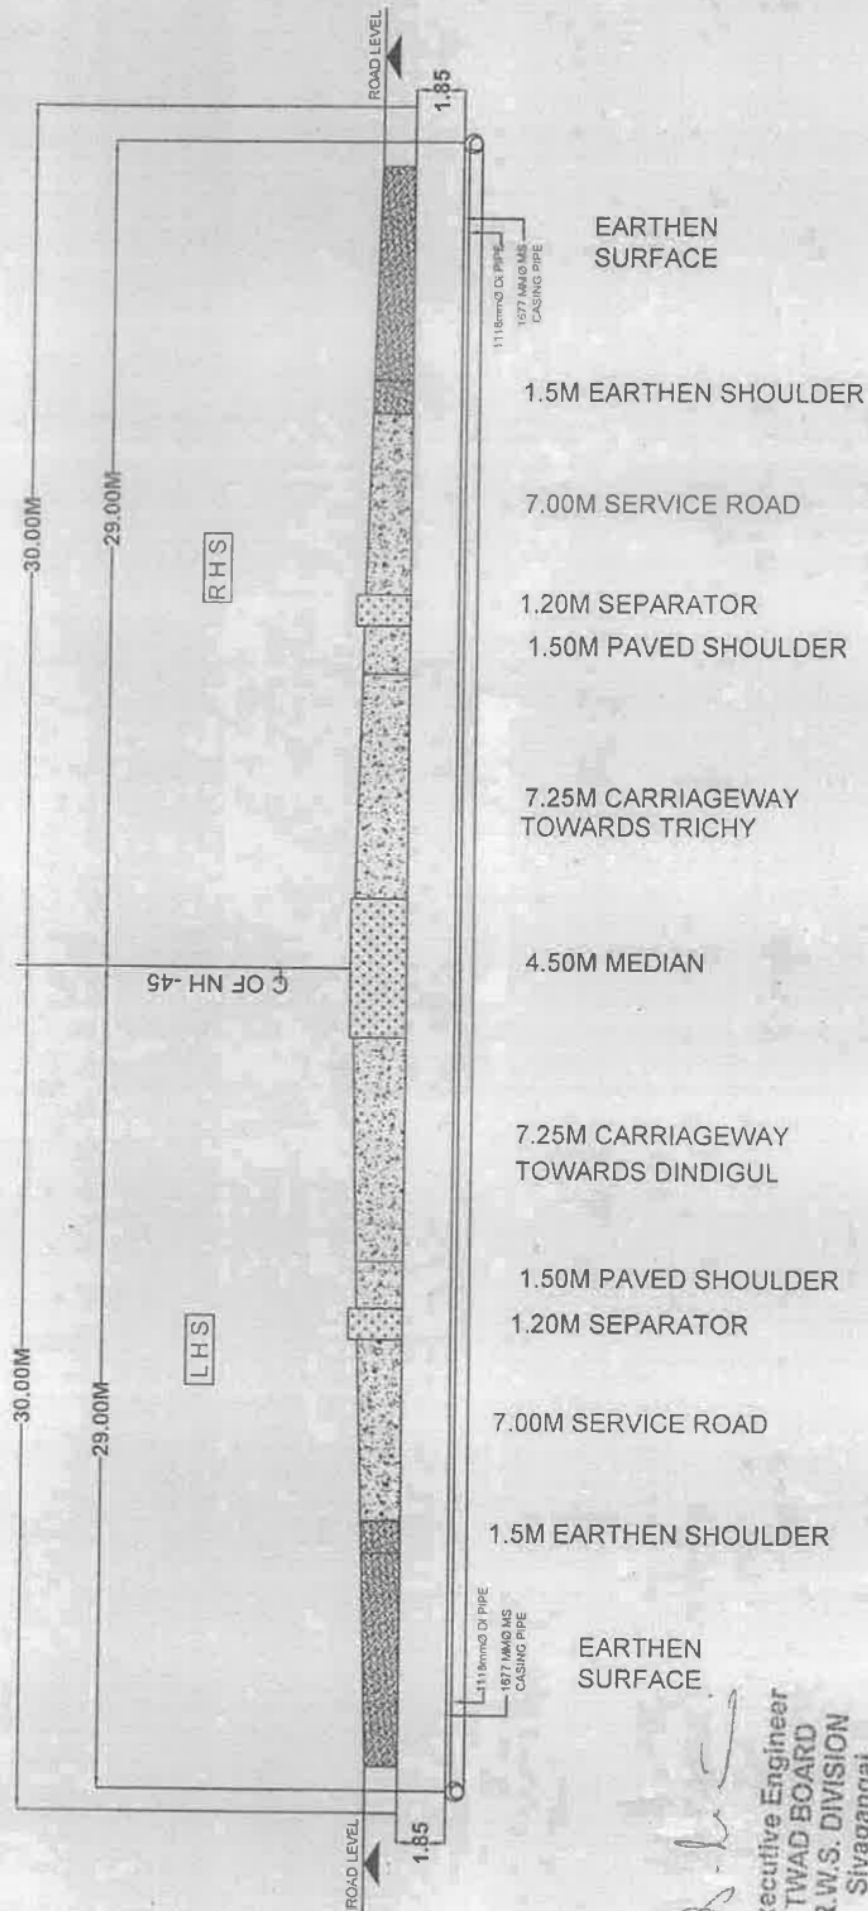 ROAD LEVEL
1.85
30.00M
29.00M
EARTHEN
SURFACE
1118mmØ DI PIPE
1677 MMØ MS
CASING PIPE
1.5M EARTHEN SHOULDER
RHS
7.00M SERVICE ROAD
1.20M SEPARATOR
1.50M PAVED SHOULDER
7.25M CARRIAGEWAY
TOWARDS TRICHY
℄ OF NH -45
4.50M MEDIAN
7.25M CARRIAGEWAY
TOWARDS DINDIGUL
1.50M PAVED SHOULDER
LHS
1.20M SEPARATOR
30.00M
29.00M
7.00M SERVICE ROAD
1.5M EARTHEN SHOULDER
1118mmØ DI PIPE
1677 MMØ MS
CASING PIPE
EARTHEN
SURFACE
ROAD LEVEL
1.85
ecutive Engineer
TWAD BOARD
R.W.S. DIVISION
Sivagangai